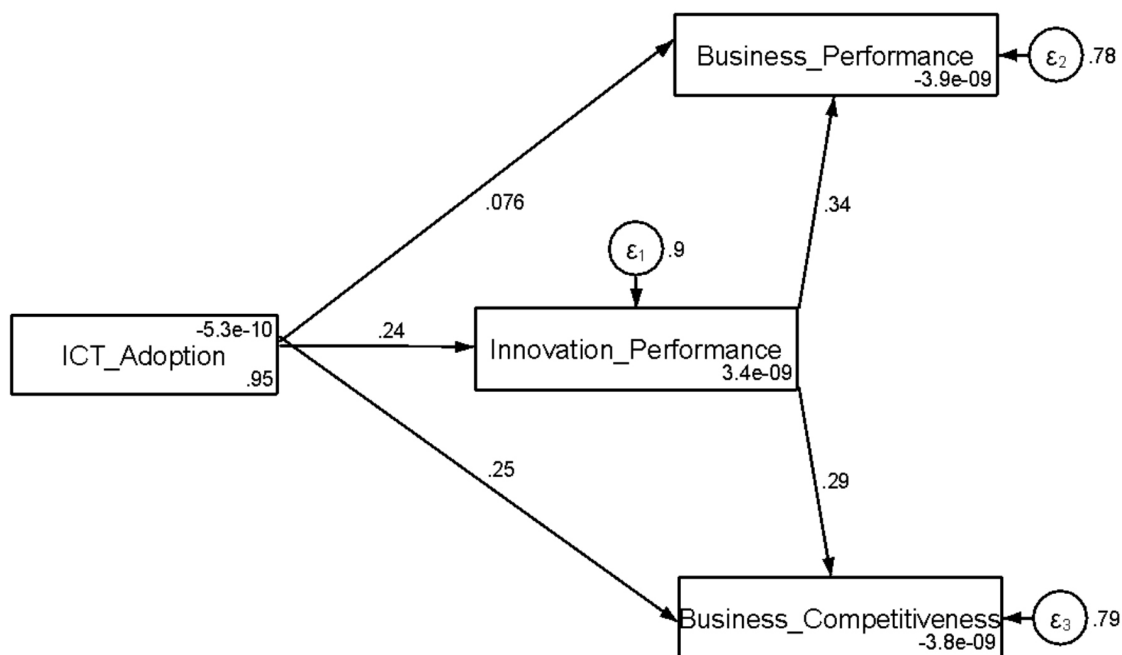 Business_Performance
-3.9e-09
ε2
.78
.076
.34
ε1
.9
-5.3e-10
ICT_Adoption
.95
.24
Innovation_Performance
3.4e-09
.25
.29
Business_Competitiveness
-3.8e-09
ε3
.79